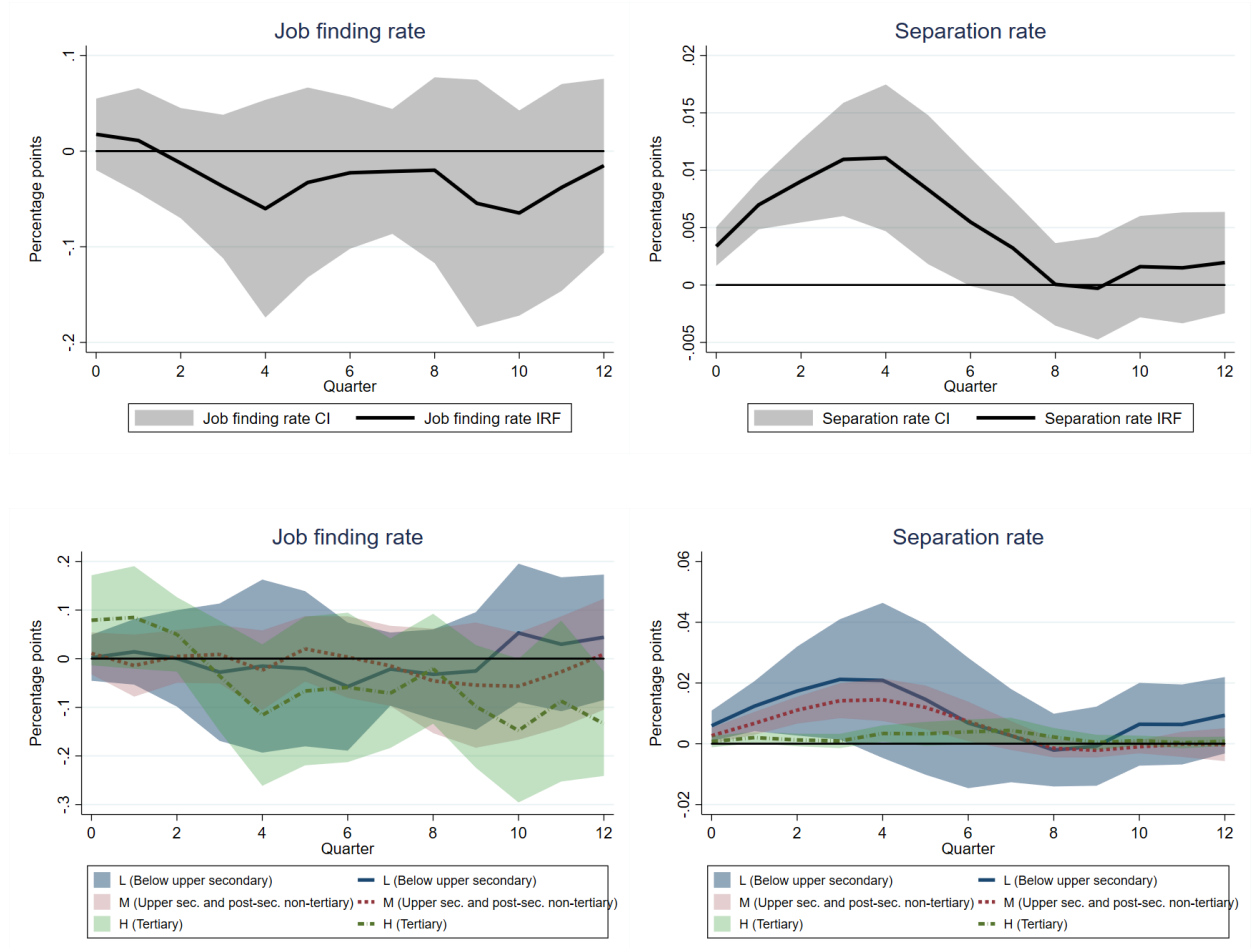 Job finding rate
Percentage points
.1
0
-.1
-.2
0 2 4 6 8 10 12
Quarter
Job finding rate CI Job finding rate IRF
Separation rate
Percentage points
.02
.015
.01
.005
0
-.005
0 2 4 6 8 10 12
Quarter
Separation rate CI Separation rate IRF
Job finding rate
Percentage points
.2
.1
0
-.1
-.2
-.3
0 2 4 6 8 10 12
Quarter
L (Below upper secondary) L (Below upper secondary)
M (Upper sec. and post-sec. non-tertiary) M (Upper sec. and post-sec. non-tertiary)
H (Tertiary) H (Tertiary)
Separation rate
Percentage points
.06
.04
.02
0
-.02
0 2 4 6 8 10 12
Quarter
L (Below upper secondary) L (Below upper secondary)
M (Upper sec. and post-sec. non-tertiary) M (Upper sec. and post-sec. non-tertiary)
H (Tertiary) H (Tertiary)